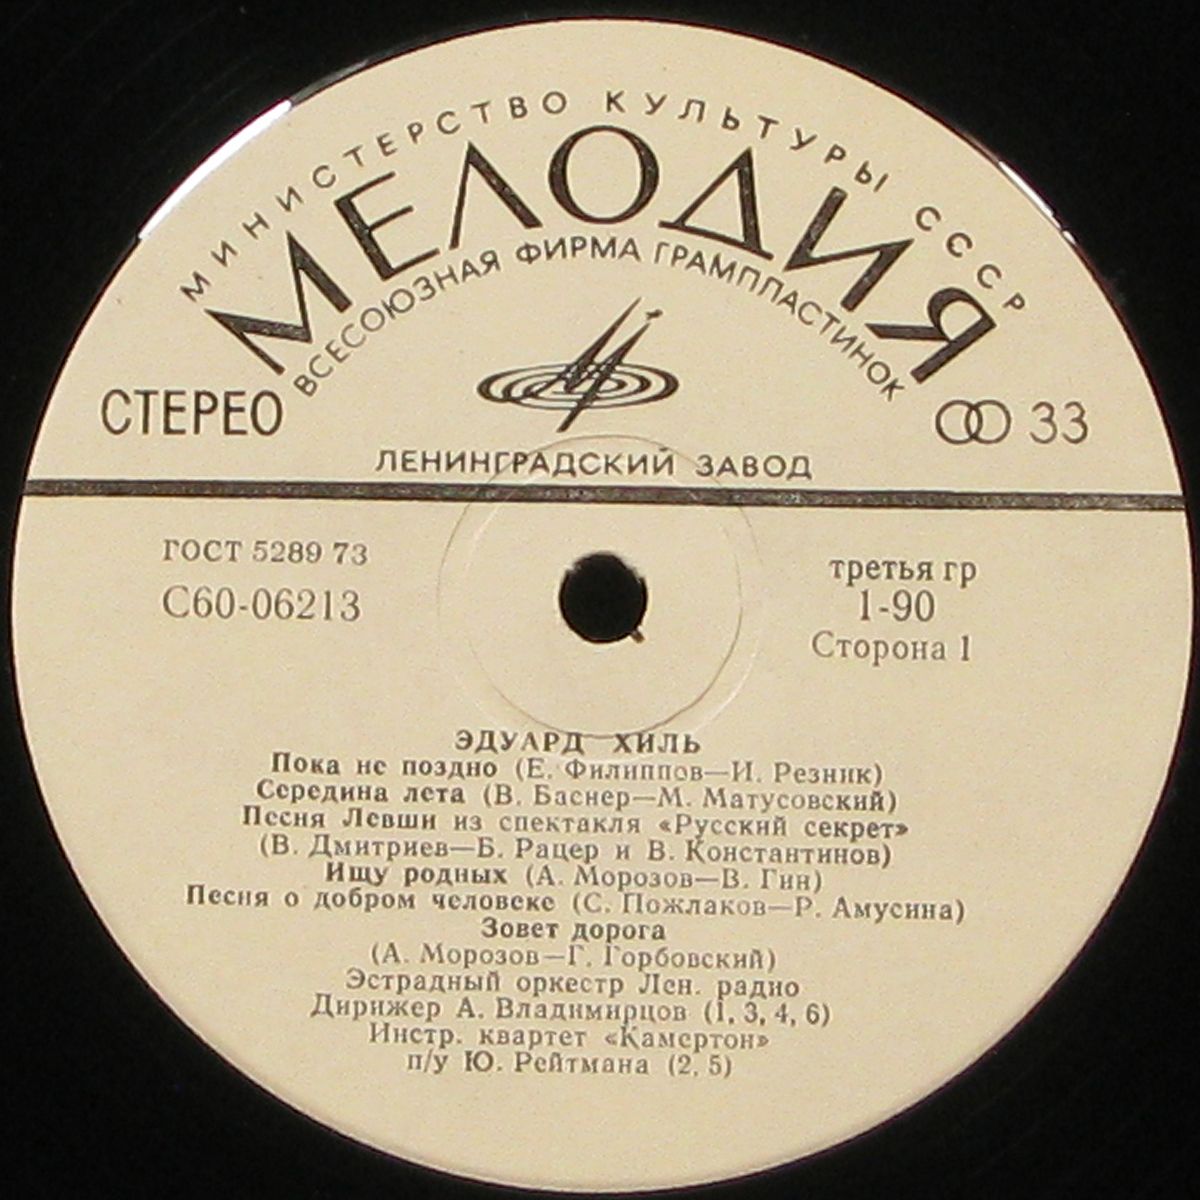 МИНИСТЕРСТВО КУЛЬТУРЫ СССР
МЕЛОДИЯ
ВСЕСОЮЗНАЯ ФИРМА ГРАМПЛАСТИНОК
СТЕРЕО
33
ЛЕНИНГРАДСКИЙ ЗАВОД
ГОСТ 5289 73
С60-06213
третья гр
1-90
Сторона 1
ЭДУАРД ХИЛЬ
Пока не поздно (Е. Филиппов—И. Резник)
Середина лета (В. Баснер—М. Матусовский)
Песня Левши из спектакля «Русский секрет»
(В. Дмитриев—Б. Рацер и В. Константинов)
Ищу родных (А. Морозов—В. Гин)
Песня о добром человеке (С. Пожлаков—Р. Амусина)
Зовет дорога
(А. Морозов—Г. Горбовский)
Эстрадный оркестр Лен. радио
Дирижер А. Владимирцов (1, 3, 4, 6)
Инстр. квартет «Камертон»
п/у Ю. Рейтмана (2, 5)